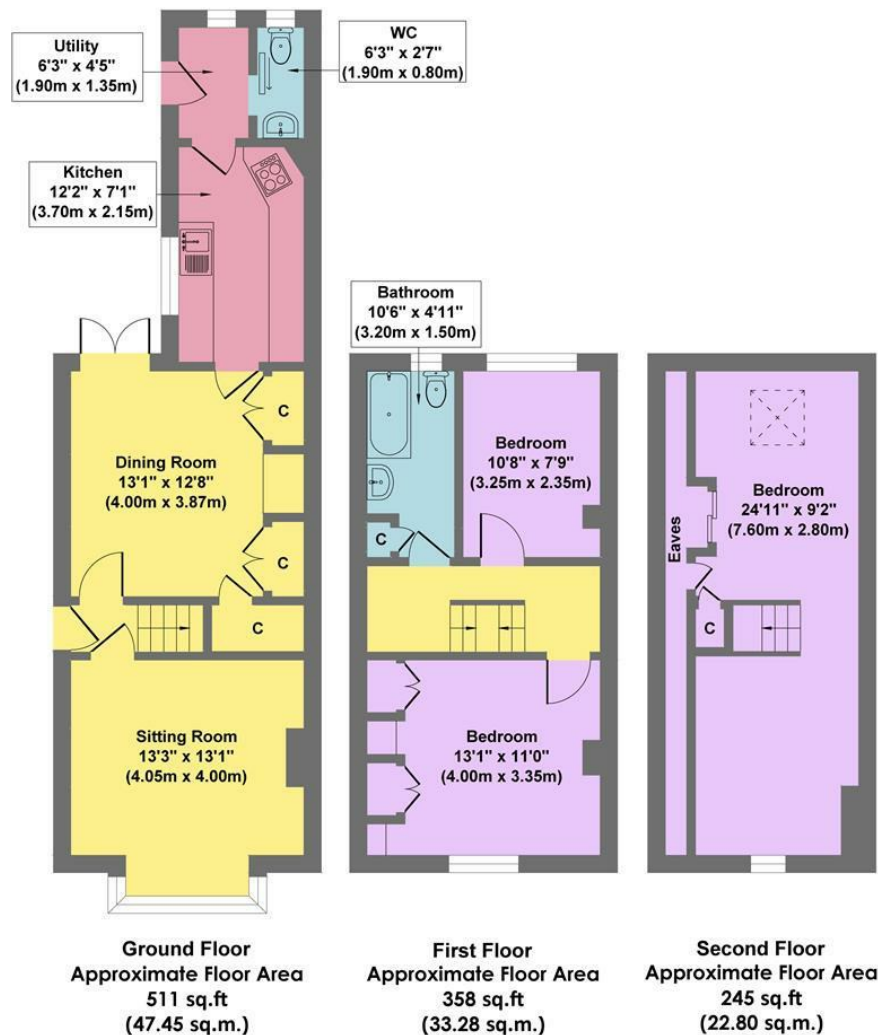 Utility
6'3" x 4'5"
(1.90m x 1.35m)
WC
6'3" x 2'7"
(1.90m x 0.80m)
Kitchen
12'2" x 7'1"
(3.70m x 2.15m)
C
Dining Room
13'1" x 12'8"
(4.00m x 3.87m)
C
C
Sitting Room
13'3" x 13'1"
(4.05m x 4.00m)
Ground Floor
Approximate Floor Area
511 sq.ft
(47.45 sq.m.)
Bathroom
10'6" x 4'11"
(3.20m x 1.50m)
Bedroom
10'8" x 7'9"
(3.25m x 2.35m)
C
Bedroom
13'1" x 11'0"
(4.00m x 3.35m)
First Floor
Approximate Floor Area
358 sq.ft
(33.28 sq.m.)
Bedroom
24'11" x 9'2"
(7.60m x 2.80m)
Eaves
C
Second Floor
Approximate Floor Area
245 sq.ft
(22.80 sq.m.)